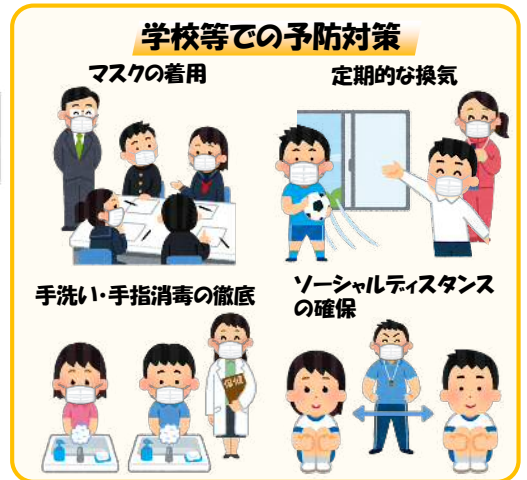 学校等での予防対策
マスクの着用
定期的な換気
手洗い・手指消毒の徹底
ソーシャルディスタンス
の確保
保健